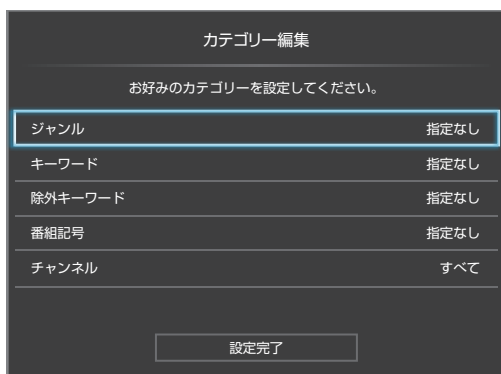 カテゴリー編集
お好みのカテゴリーを設定してください。
ジャンル 指定なし
キーワード 指定なし
除外キーワード 指定なし
番組記号 指定なし
チャンネル すべて
設定完了